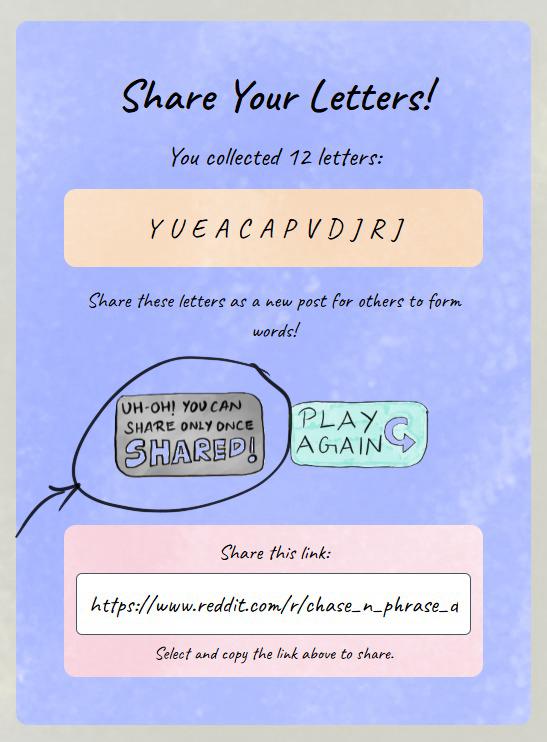 Share Your Letters!
You collected 12 letters:
Y U E A C A P V D J R J
Share these letters as a new post for others to form
words!
UH-OH! YOU CAN
SHARE ONLY ONCE
SHARED!
PLAY
AGAIN
Share this link:
https://www.reddit.com/r/chase_n_phrase_d
Select and copy the link above to share.